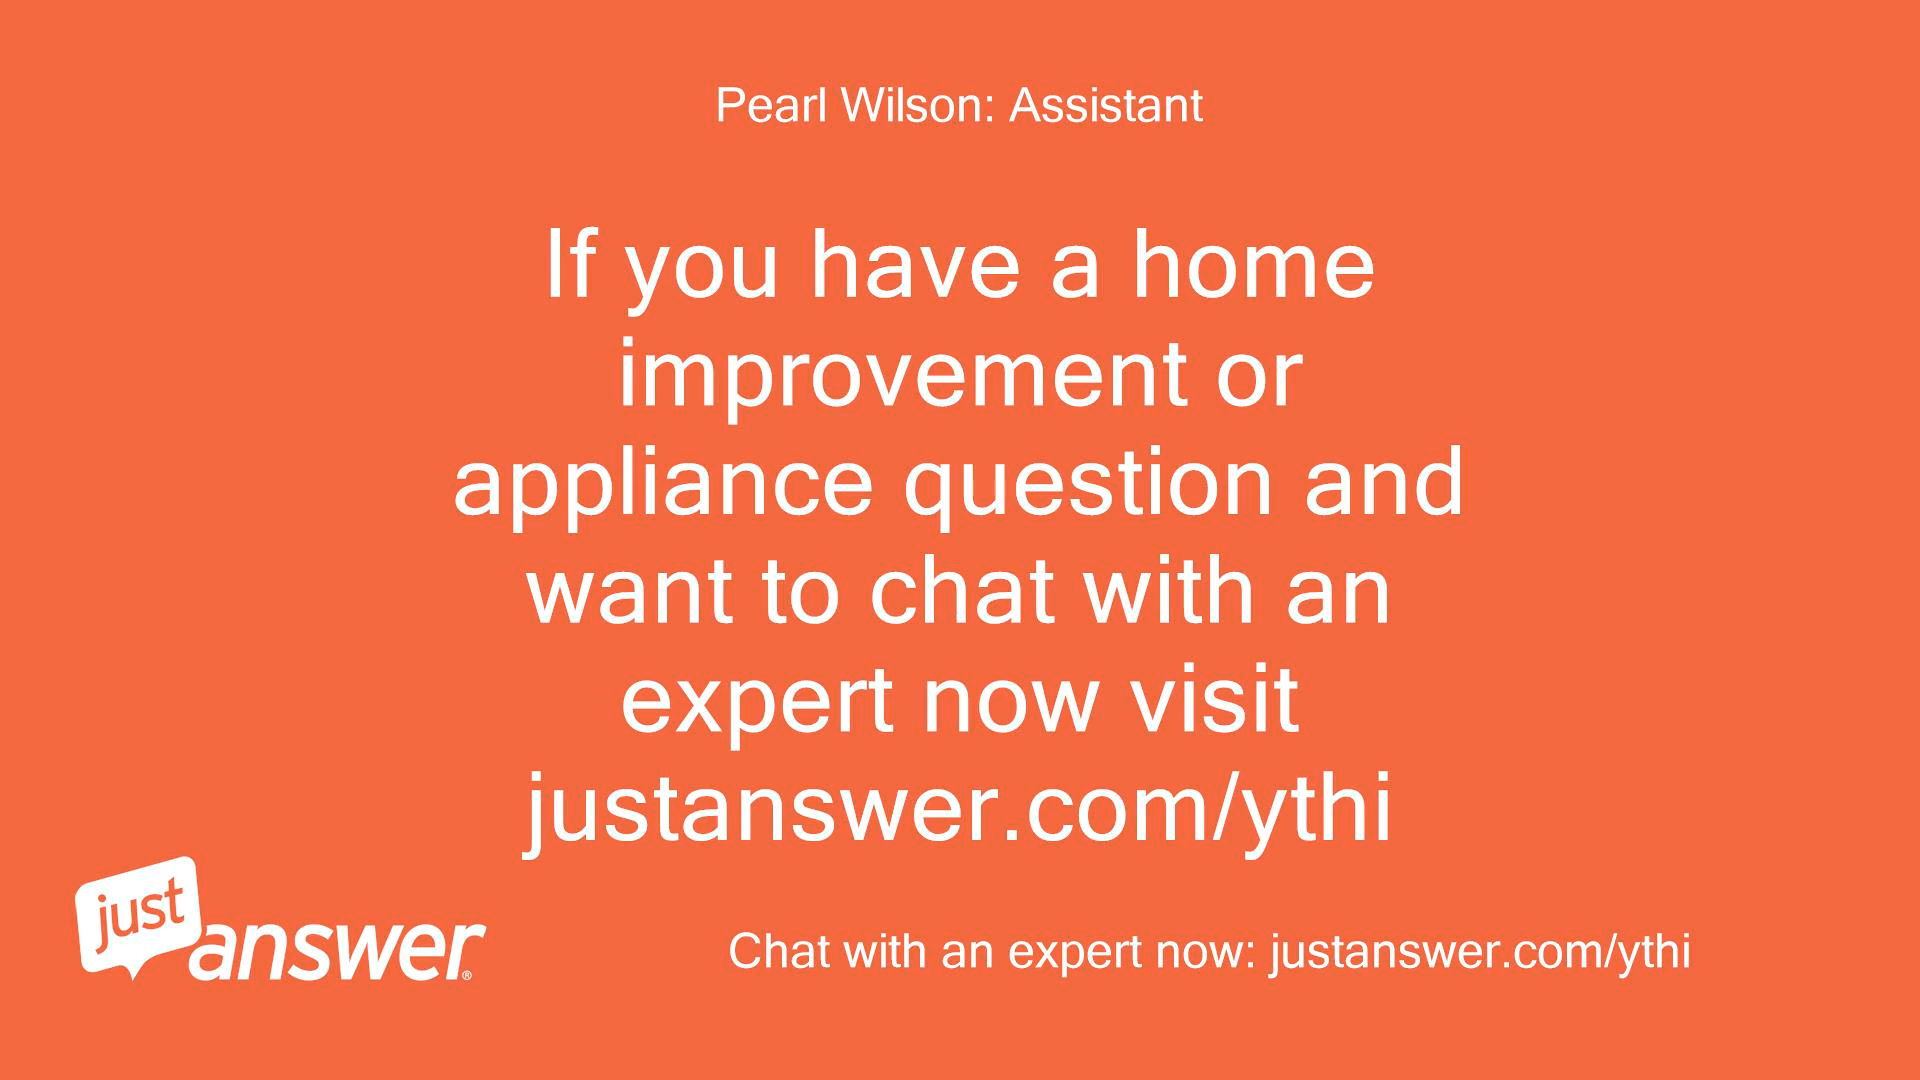 Pearl Wilson: Assistant
If you have a home
improvement or
appliance question and
want to chat with an
expert now visit
justanswer.com/ythi
just
answer®
Chat with an expert now: justanswer.com/ythi